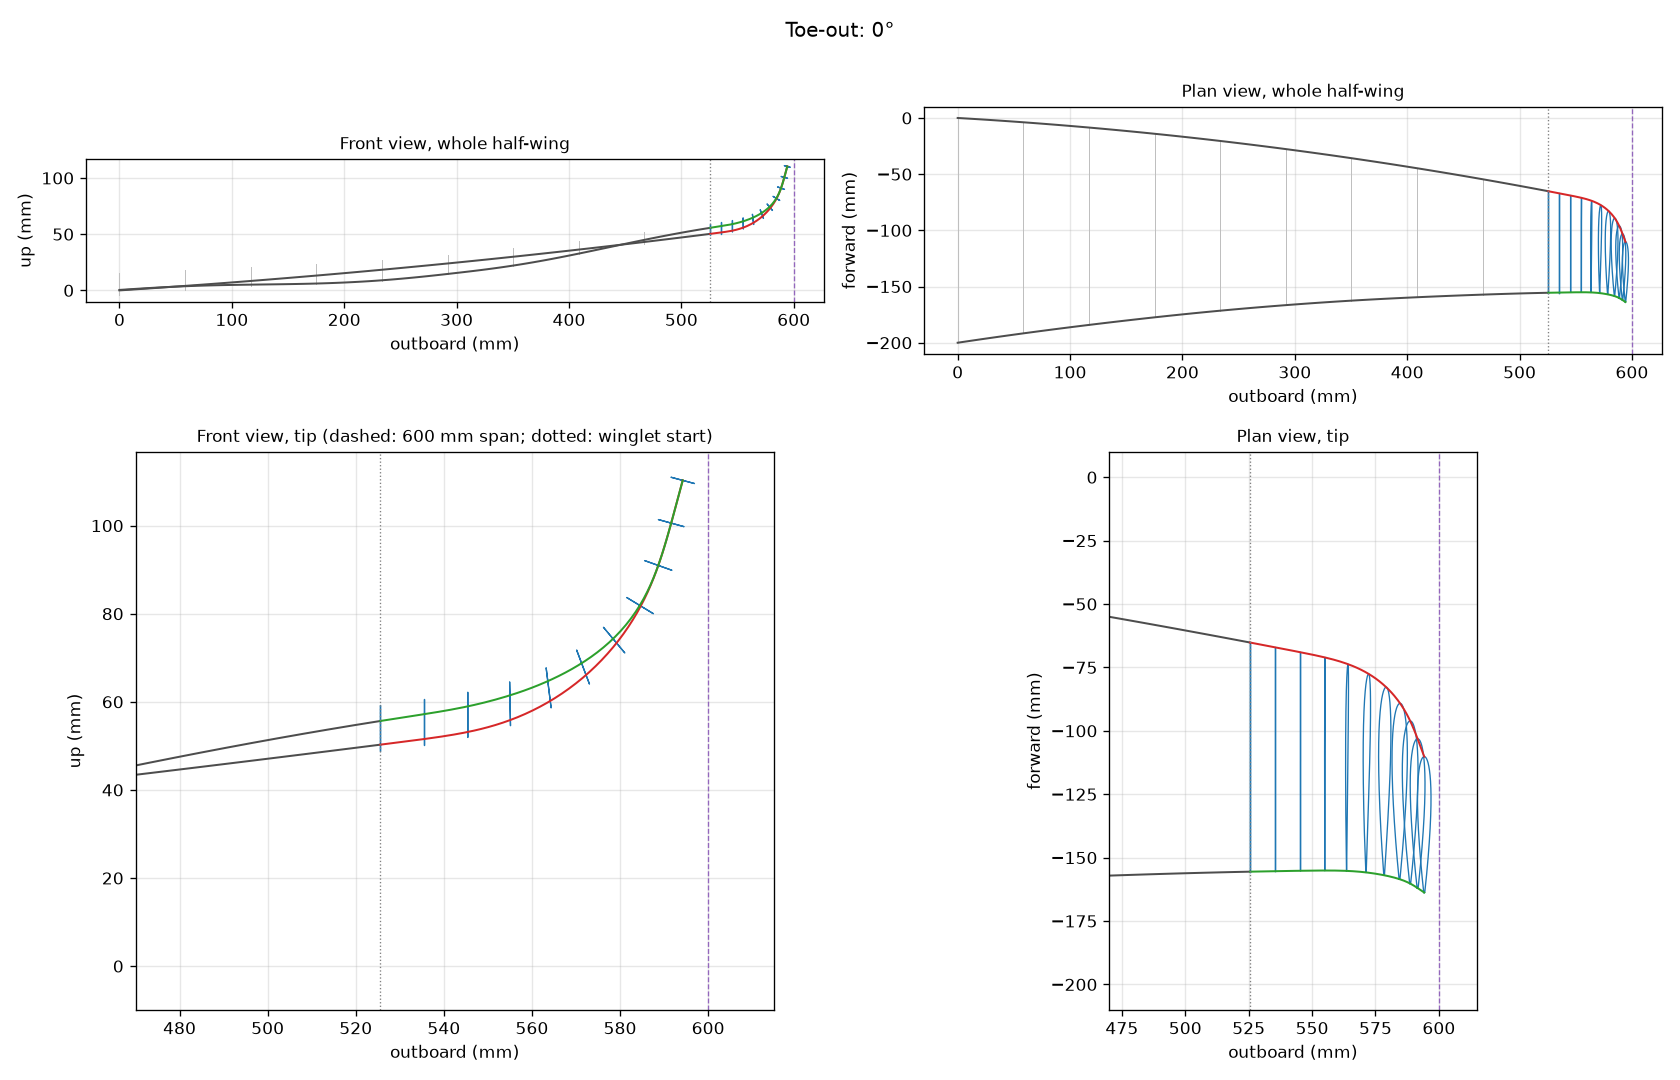 Toe-out: 0°
Front view, whole half-wing
up (mm)
100
50
0
0 100 200 300 400 500 600
outboard (mm)
Plan view, whole half-wing
forward (mm)
0
−50
−100
−150
−200
0 100 200 300 400 500 600
outboard (mm)
Front view, tip (dashed: 600 mm span; dotted: winglet start)
up (mm)
100
80
60
40
20
0
480 500 520 540 560 580 600
outboard (mm)
Plan view, tip
forward (mm)
0
−25
−50
−75
−100
−125
−150
−175
−200
475 500 525 550 575 600
outboard (mm)